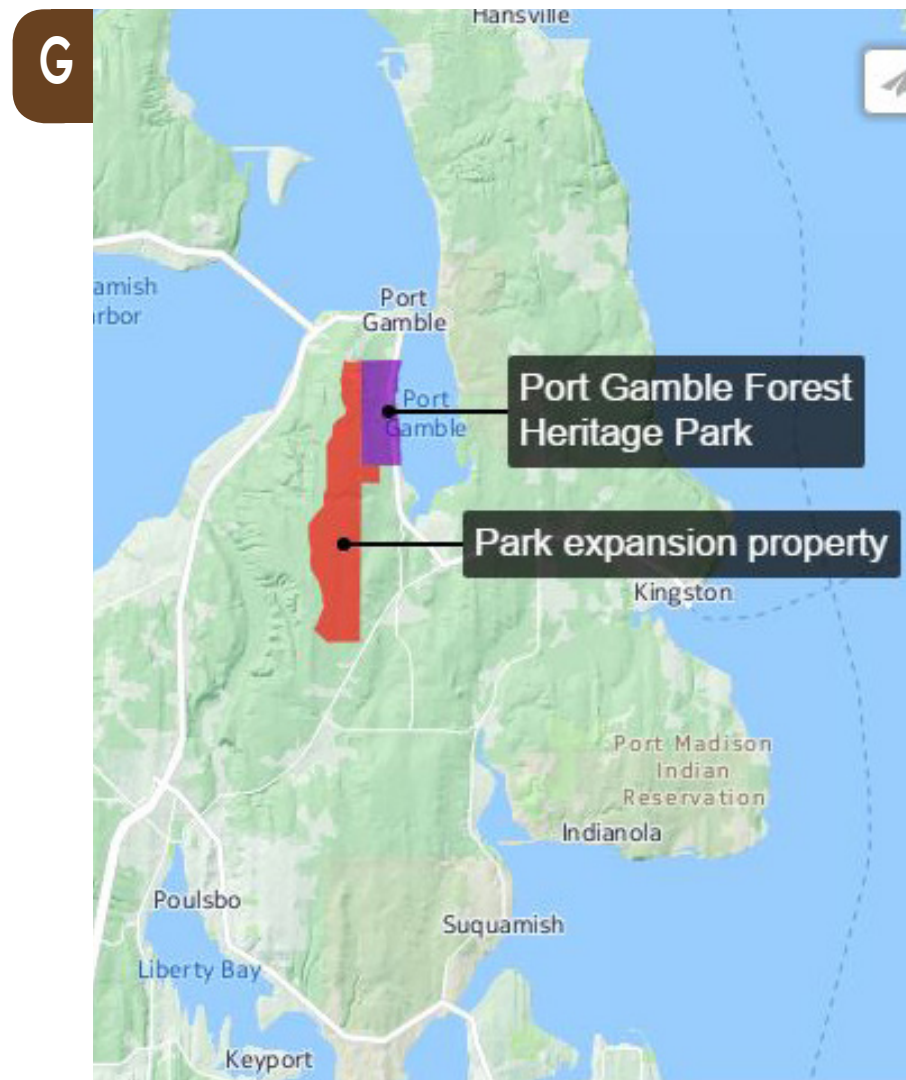 Hansville
G
amish
rbor
Port
Gamble
Port
Gamble
Port Gamble Forest
Heritage Park
Park expansion property
Kingston
Port Madison
Indian
Reservation
Indianola
Poulsbo
Suquamish
Liberty Bay
Keyport